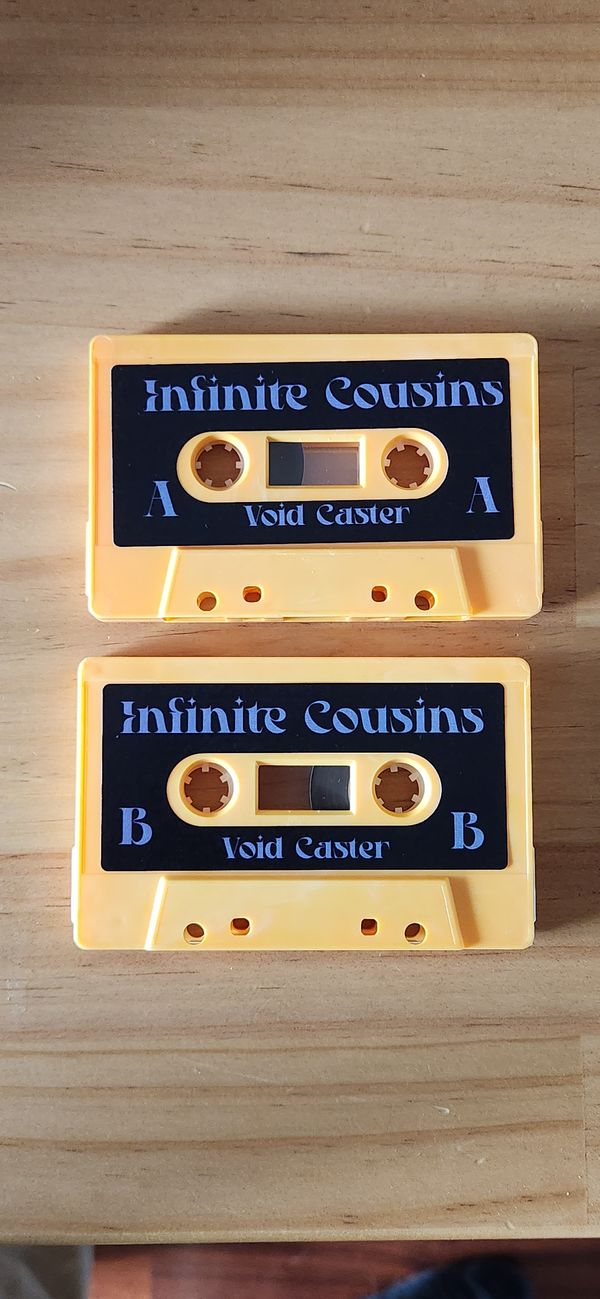 Infinite Cousins
A A
Void Caster
Infinite Cousins
B B
Void Caster